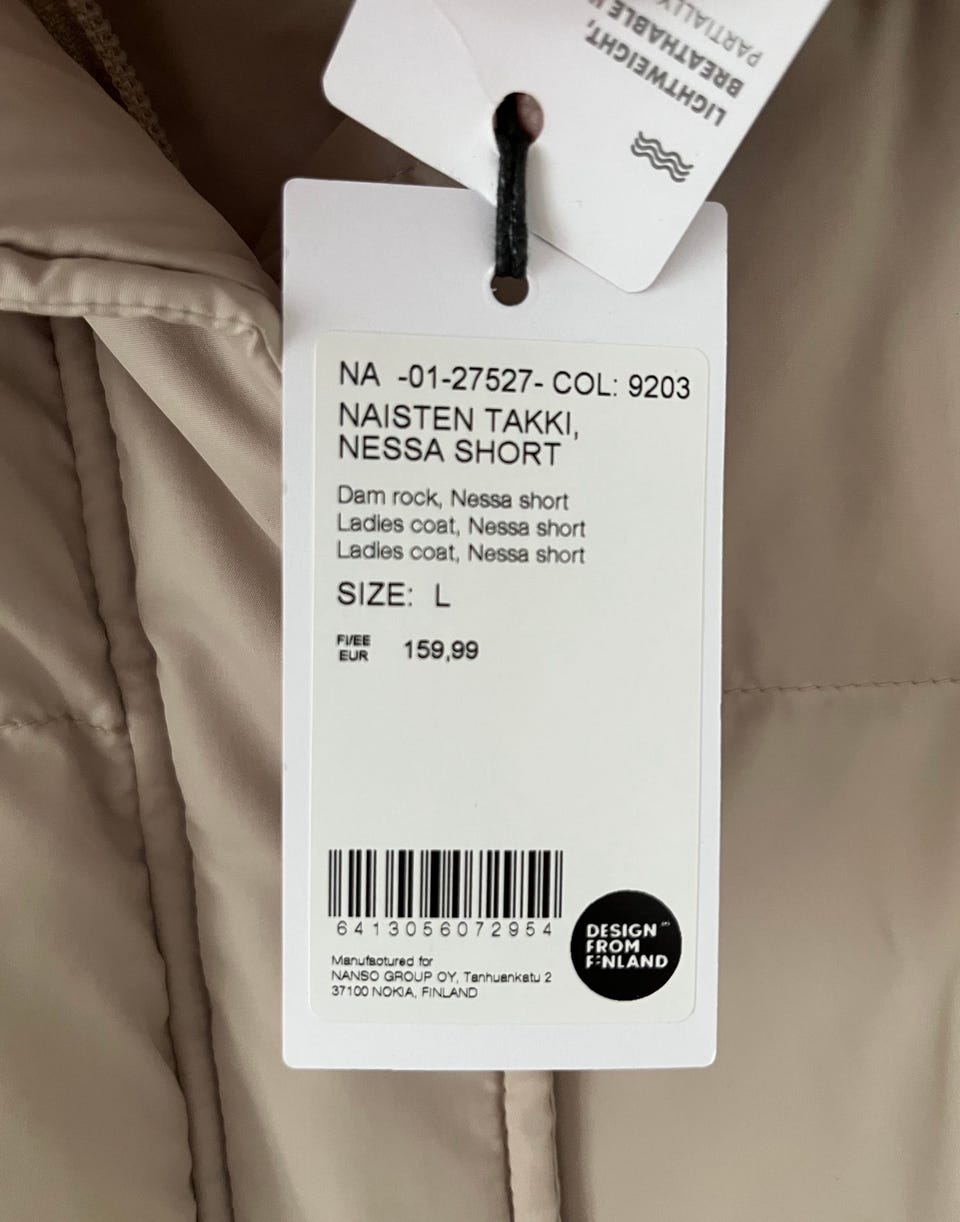 LIGHTWEIGHT,
BREATHABLE
PARTIALLY
NA -01-27527- COL: 9203
NAISTEN TAKKI,
NESSA SHORT
Dam rock, Nessa short
Ladies coat, Nessa short
Ladies coat, Nessa short
SIZE: L
FI/EE
EUR 159,99
6413056072954
DESIGN
FROM
FINLAND
Manufactured for
NANSO GROUP OY, Tanhuankatu 2
37100 NOKIA, FINLAND